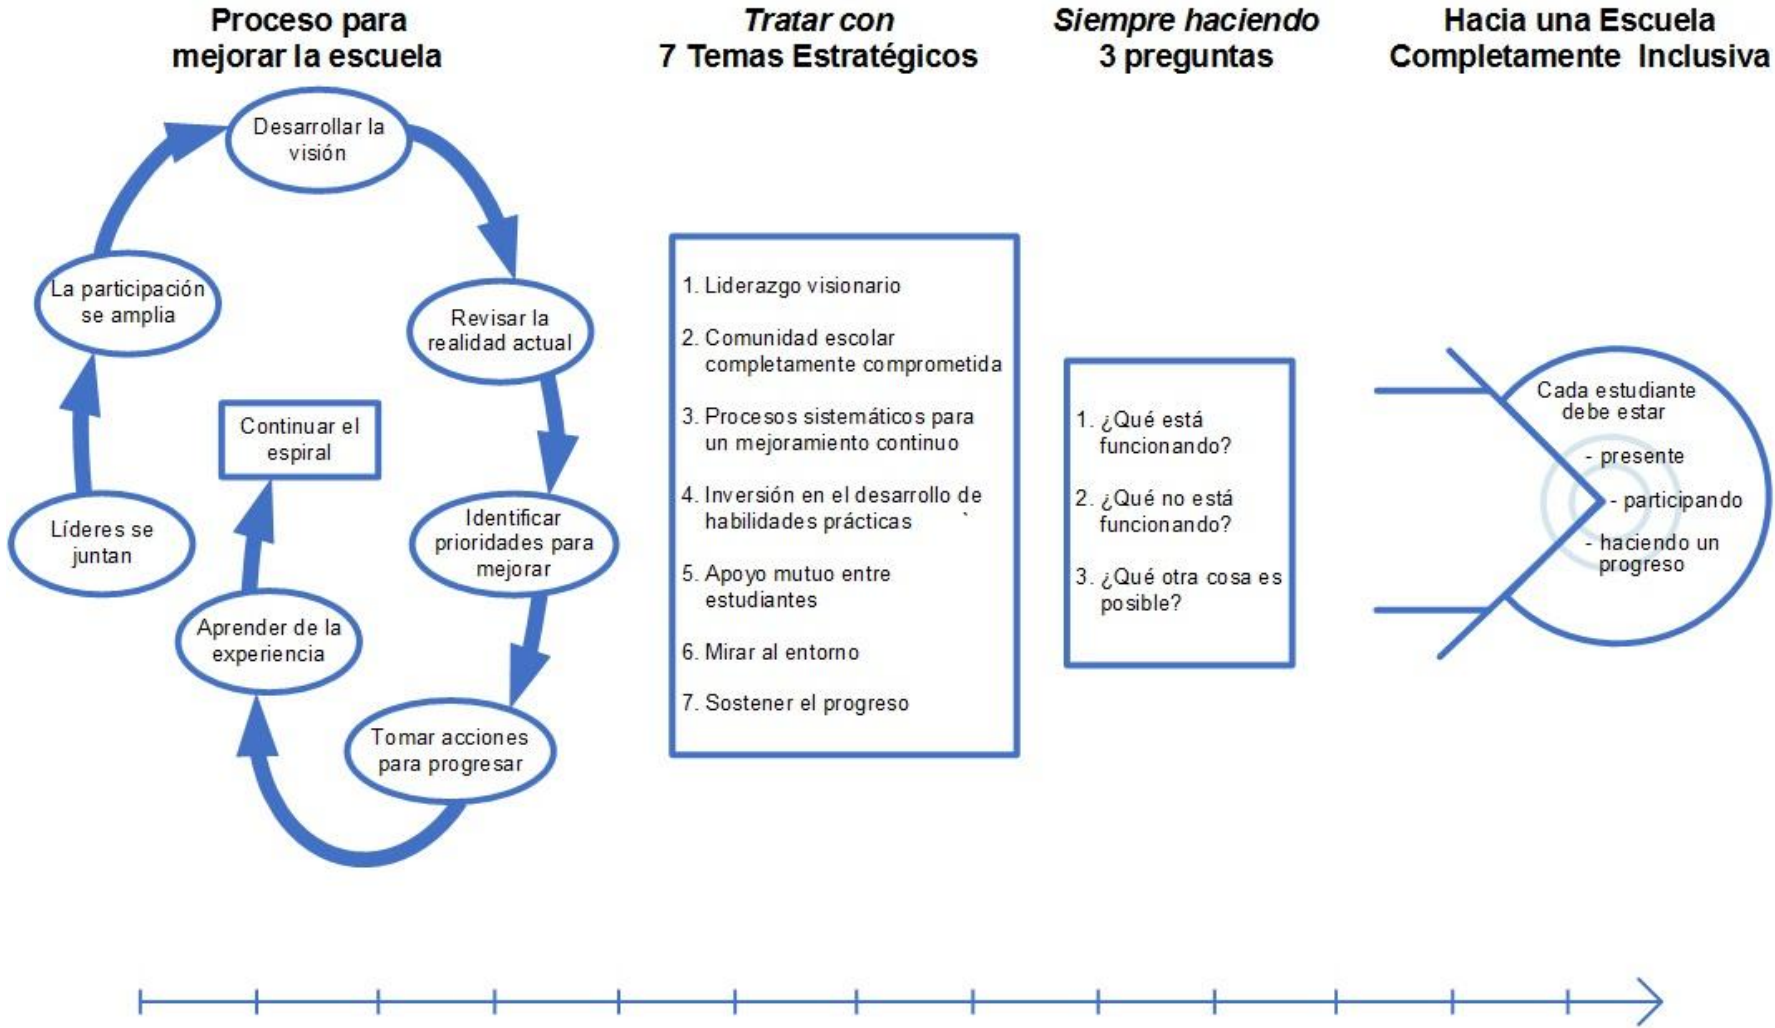 Proceso para
mejorar la escuela
Tratar con
7 Temas Estratégicos
Siempre haciendo
3 preguntas
Hacia una Escuela
Completamente Inclusiva
Desarrollar la
visión
La participación
se amplia
Revisar la
realidad actual
Continuar el
espiral
Líderes se
juntan
Identificar
prioridades para
mejorar
Aprender de la
experiencia
Tomar acciones
para progresar
1. Liderazgo visionario
2. Comunidad escolar
completamente comprometida
3. Procesos sistemáticos para
un mejoramiento continuo
4. Inversión en el desarrollo de
habilidades prácticas `
5. Apoyo mutuo entre
estudiantes
6. Mirar al entorno
7. Sostener el progreso
1. ¿Qué está
funcionando?
2. ¿Qué no está
funcionando?
3. ¿Qué otra cosa es
posible?
Cada estudiante
debe estar
- presente
- participando
- haciendo un
progreso